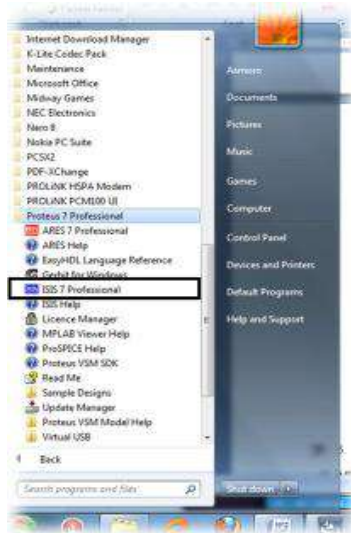 Internet Download Manager
K-Lite Codec Pack
Maintenance
Microsoft Office
Midway Games
NEC Electronics
Nero 8
Nokia PC Suite
PCSX2
PDF-XChange
PROLiNK HSPA Modem
PROLiNK PCM100 UI
Proteus 7 Professional
ARES 7 Professional
ARES Help
EasyHDL Language Reference
Gerbit for Windows
ISIS 7 Professional
ISIS Help
Licence Manager
MPLAB Viewer Help
ProSPICE Help
Proteus VSM SDK
Read Me
Sample Designs
Update Manager
Proteus VSM Model Help
Virtual USB
Back
Search programs and files
Documents
Pictures
Music
Games
Computer
Control Panel
Devices and Printers
Default Programs
Help and Support
Shut down